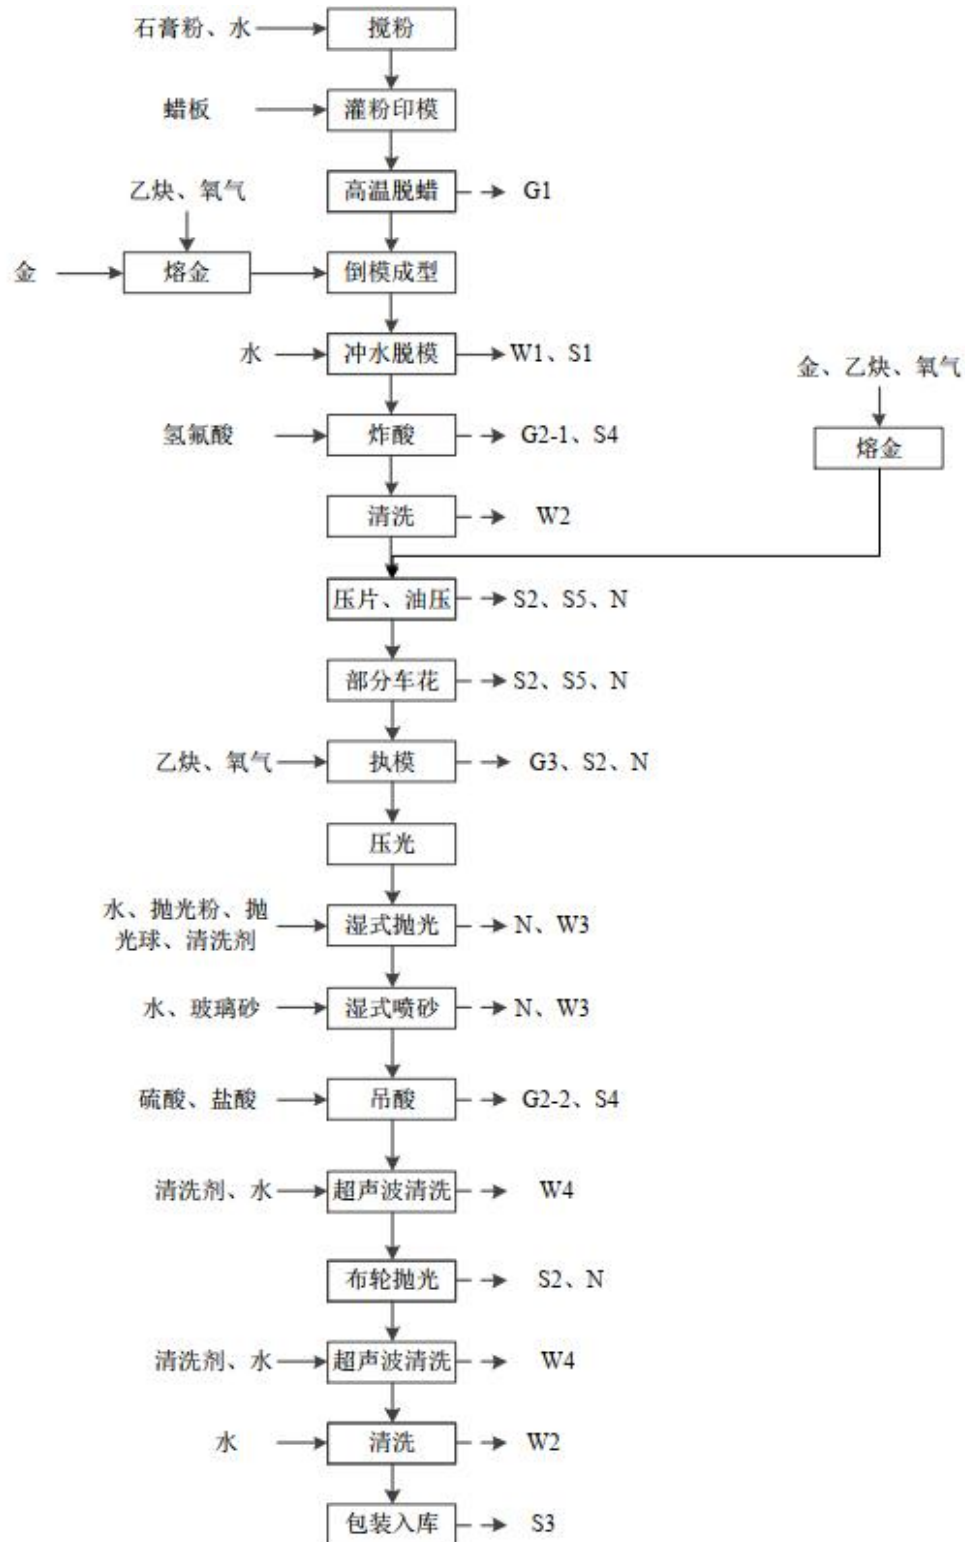 石膏粉、水
搅粉
蜡板
灌粉印模
高温脱蜡
G1
乙炔、氧气
金
熔金
倒模成型
水
冲水脱模
W1、S1
金、乙炔、氧气
熔金
氢氟酸
炸酸
G2-1、S4
清洗
W2
压片、油压
S2、S5、N
部分车花
S2、S5、N
乙炔、氧气
执模
G3、S2、N
压光
水、抛光粉、抛
光球、清洗剂
湿式抛光
N、W3
水、玻璃砂
湿式喷砂
N、W3
硫酸、盐酸
吊酸
G2-2、S4
清洗剂、水
超声波清洗
W4
布轮抛光
S2、N
清洗剂、水
超声波清洗
W4
水
清洗
W2
包装入库
S3